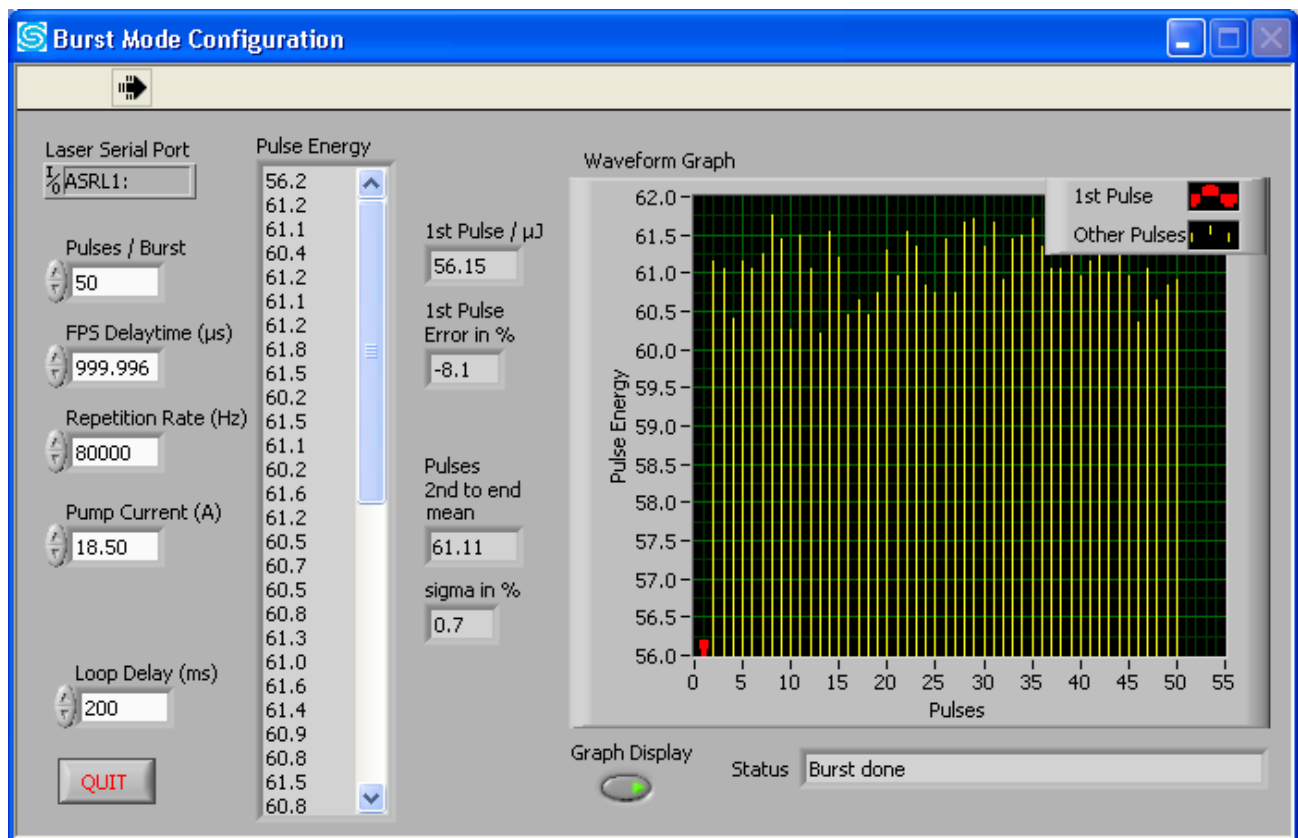 Burst Mode Configuration
Laser Serial Port
I/O ASRL1:
Pulses / Burst
50
FPS Delaytime (µs)
999.996
Repetition Rate (Hz)
80000
Pump Current (A)
18.50
Loop Delay (ms)
200
QUIT
Pulse Energy
56.2
61.2
61.1
60.4
61.2
61.1
61.2
61.8
61.5
60.2
61.5
61.1
60.2
61.6
61.2
60.5
60.7
60.5
60.8
61.3
61.0
61.6
61.4
60.9
60.8
61.5
60.8
1st Pulse / µJ
56.15
1st Pulse
Error in %
-8.1
Pulses
2nd to end
mean
61.11
sigma in %
0.7
Waveform Graph
1st Pulse
Other Pulses
Pulse Energy
62.0
61.5
61.0
60.5
60.0
59.5
59.0
58.5
58.0
57.5
57.0
56.5
56.0
0 5 10 15 20 25 30 35 40 45 50 55
Pulses
Graph Display
Status Burst done